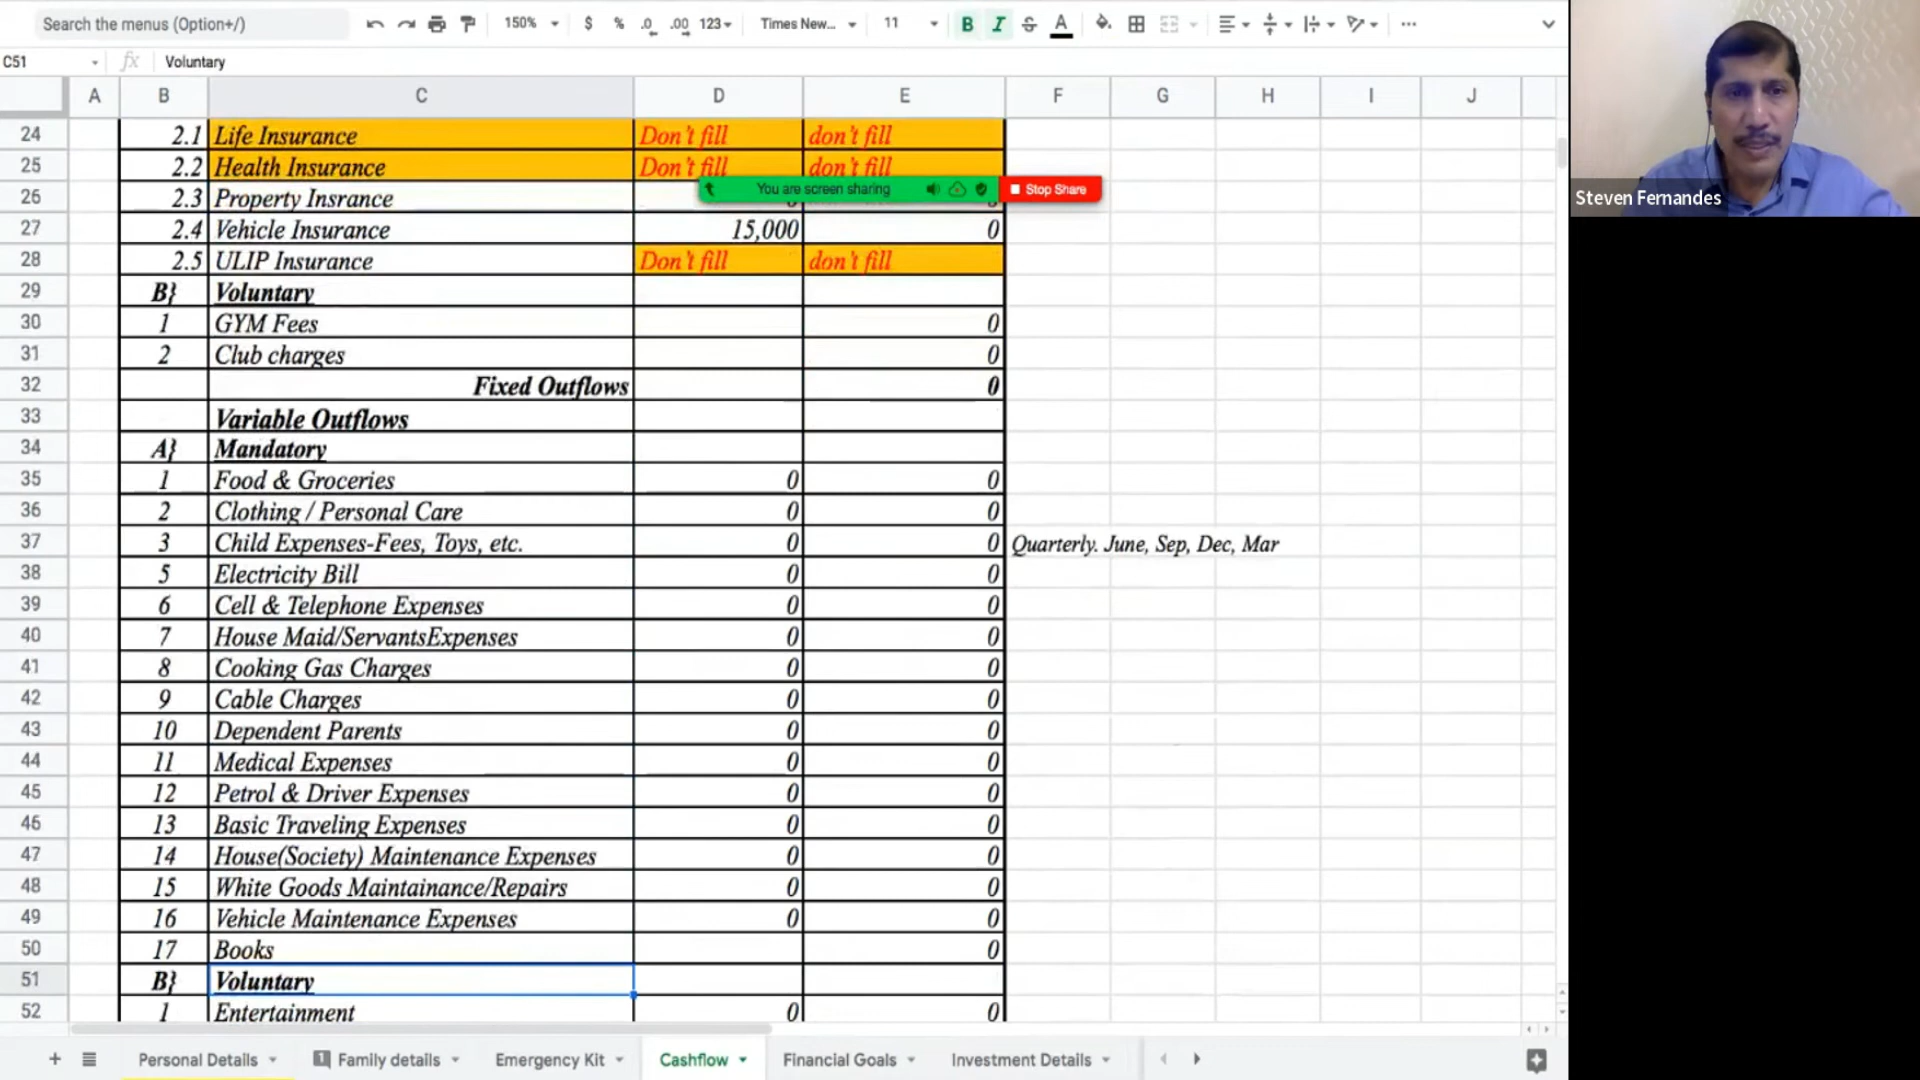 Search the menus (Option+/) 150% $ % .0 .00 123 Times New... 11 B I S A
C51 fx Voluntary
A B C D E F G H I J
24 2.1 Life Insurance Don't fill don't fill
25 2.2 Health Insurance Don't fill don't fill
You are screen sharing Stop Share
26 2.3 Property Insrance
27 2.4 Vehicle Insurance 15,000 0
28 2.5 ULIP Insurance Don't fill don't fill
29 B} Voluntary
30 1 GYM Fees 0
31 2 Club charges 0
32 Fixed Outflows 0
33 Variable Outflows
34 A} Mandatory
35 1 Food & Groceries 0 0
36 2 Clothing / Personal Care 0 0
37 3 Child Expenses-Fees, Toys, etc. 0 0 Quarterly. June, Sep, Dec, Mar
38 5 Electricity Bill 0 0
39 6 Cell & Telephone Expenses 0 0
40 7 House Maid/ServantsExpenses 0 0
41 8 Cooking Gas Charges 0 0
42 9 Cable Charges 0 0
43 10 Dependent Parents 0 0
44 11 Medical Expenses 0 0
45 12 Petrol & Driver Expenses 0 0
46 13 Basic Traveling Expenses 0 0
47 14 House(Society) Maintenance Expenses 0 0
48 15 White Goods Maintainance/Repairs 0 0
49 16 Vehicle Maintenance Expenses 0 0
50 17 Books 0
51 B} Voluntary
52 1 Entertainment 0 0
Personal Details 1 Family details Emergency Kit Cashflow Financial Goals Investment Details
Steven Fernandes